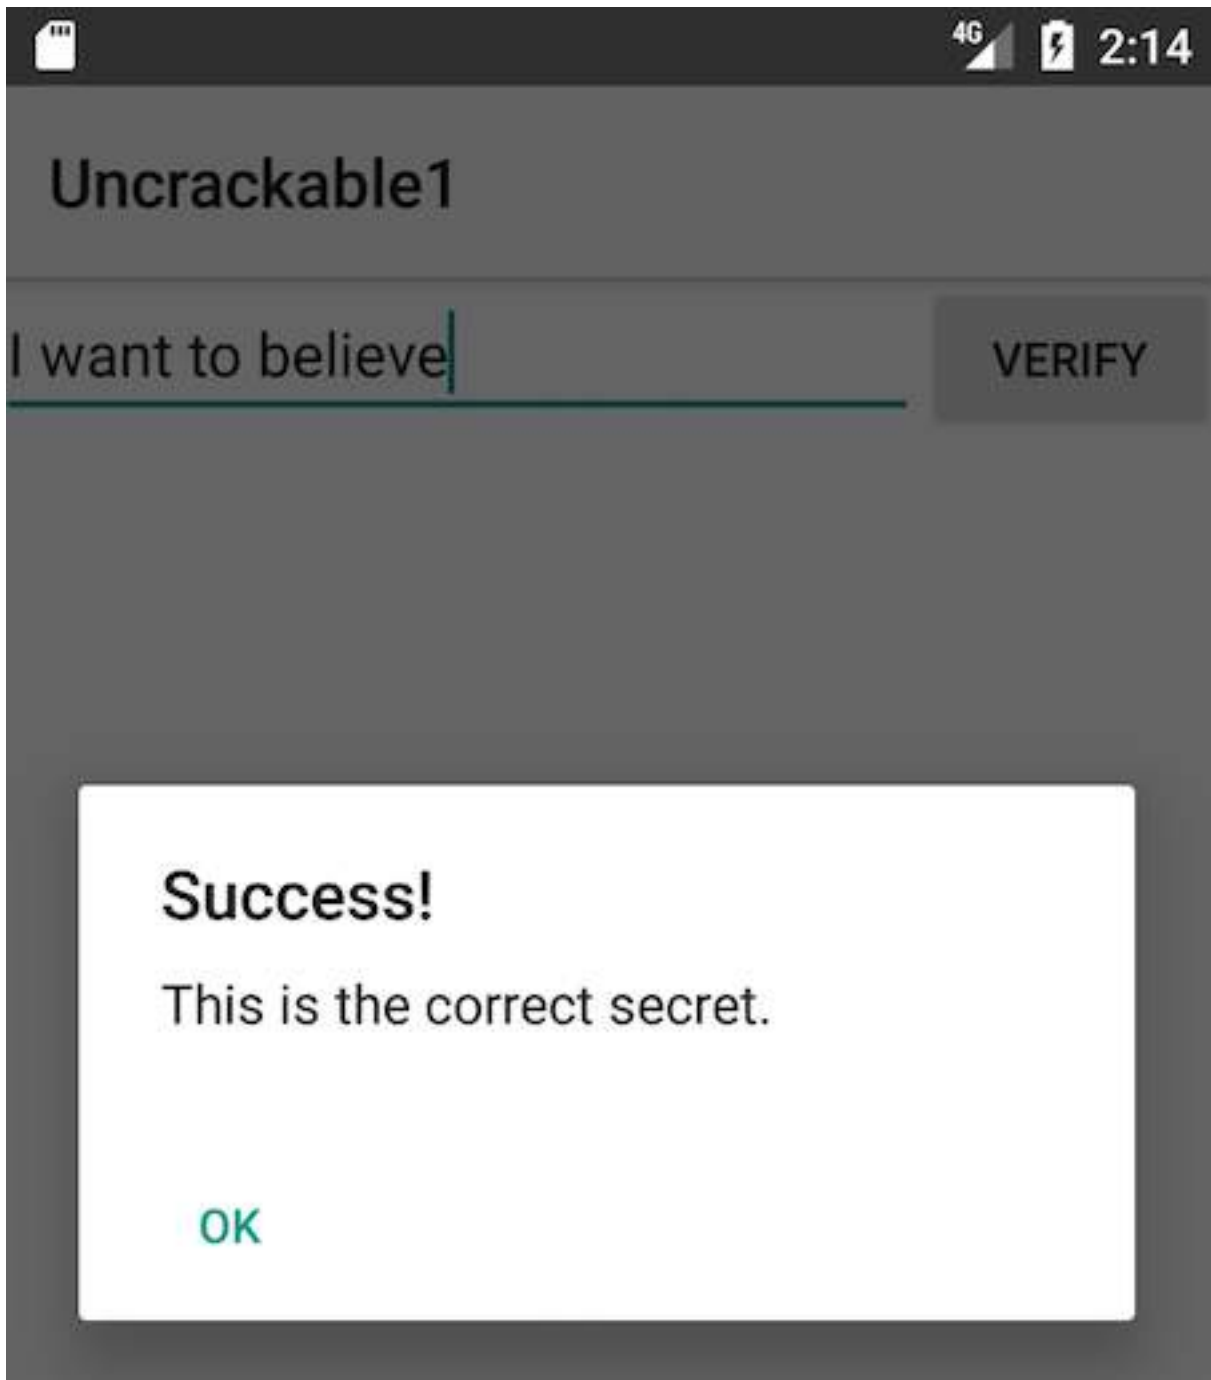 4G 2:14
Uncrackable1
I want to believe VERIFY
Success!
This is the correct secret.
OK